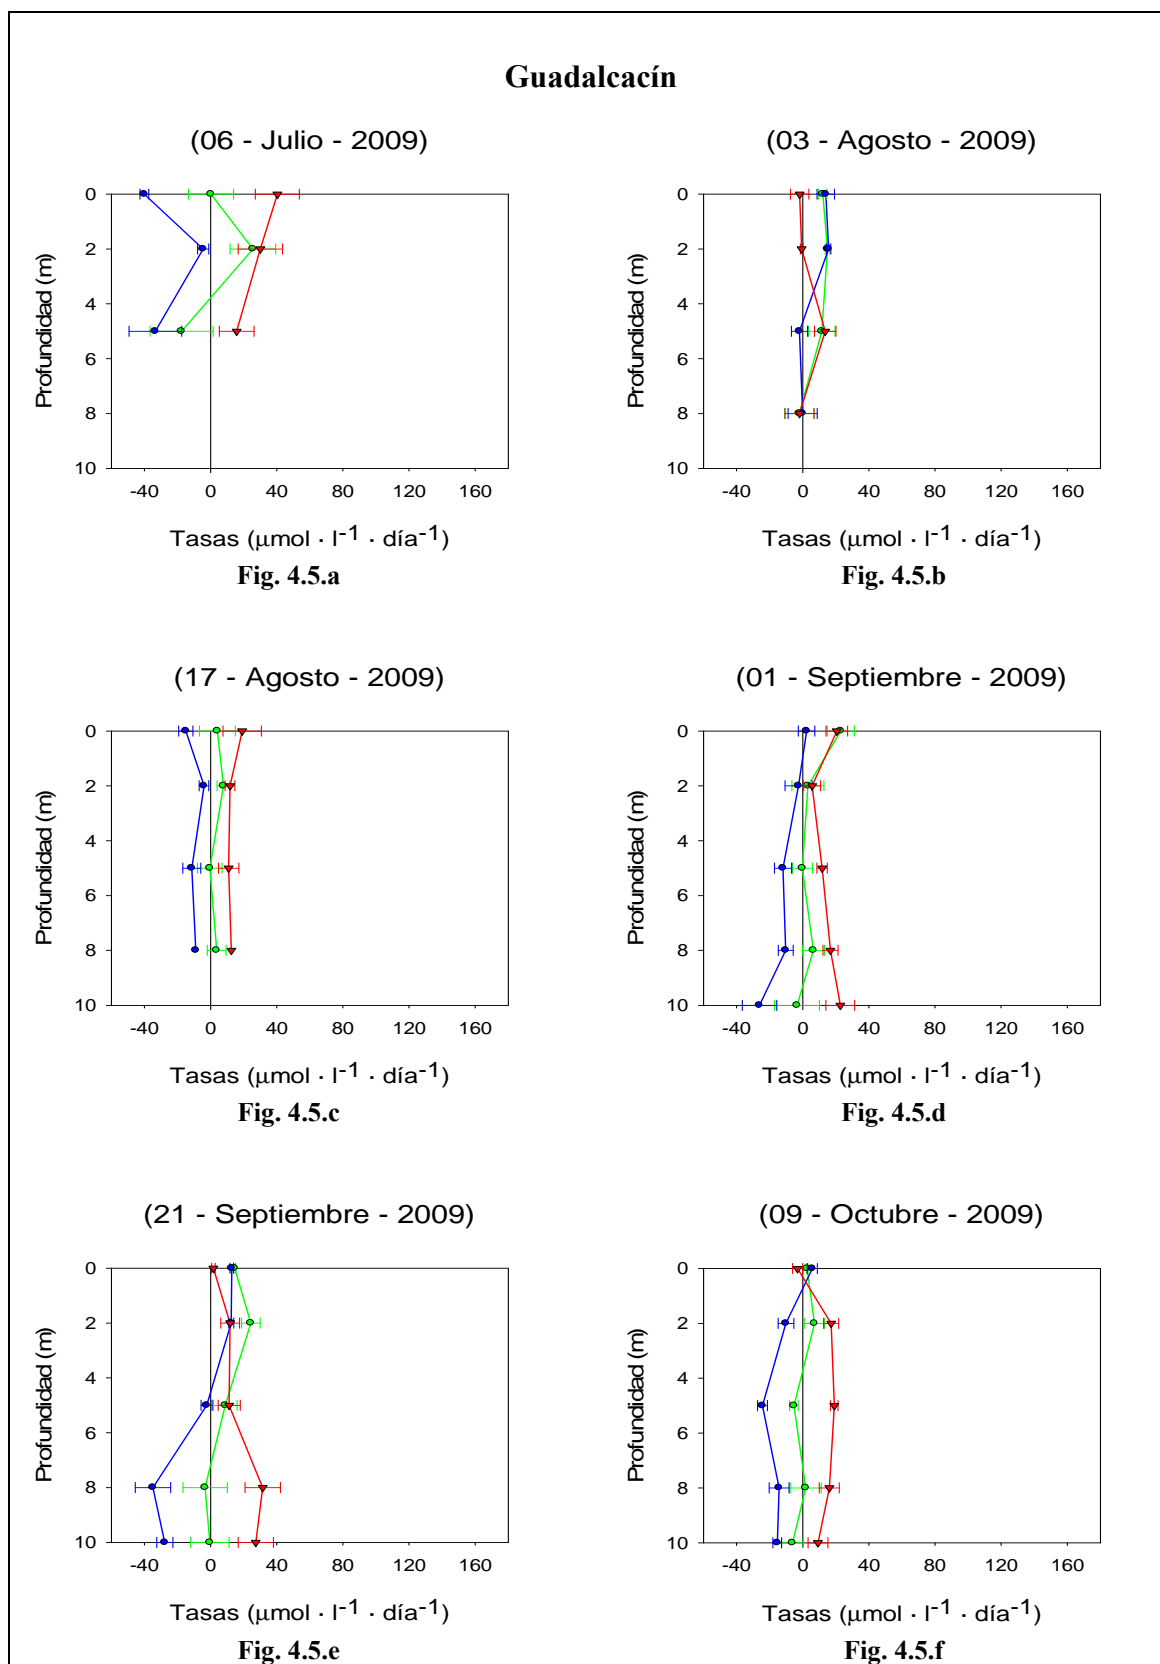 Guadalcacín
(06 - Julio - 2009)
0
2
4
6
8
10
Profundidad (m)
-40 0 40 80 120 160
Tasas (μmol · l-1 · día-1)
Fig. 4.5.a
(03 - Agosto - 2009)
0
2
4
6
8
10
Profundidad (m)
-40 0 40 80 120 160
Tasas (μmol · l-1 · día-1)
Fig. 4.5.b
(17 - Agosto - 2009)
0
2
4
6
8
10
Profundidad (m)
-40 0 40 80 120 160
Tasas (μmol · l-1 · día-1)
Fig. 4.5.c
(01 - Septiembre - 2009)
0
2
4
6
8
10
Profundidad (m)
-40 0 40 80 120 160
Tasas (μmol · l-1 · día-1)
Fig. 4.5.d
(21 - Septiembre - 2009)
0
2
4
6
8
10
Profundidad (m)
-40 0 40 80 120 160
Tasas (μmol · l-1 · día-1)
Fig. 4.5.e
(09 - Octubre - 2009)
0
2
4
6
8
10
Profundidad (m)
-40 0 40 80 120 160
Tasas (μmol · l-1 · día-1)
Fig. 4.5.f